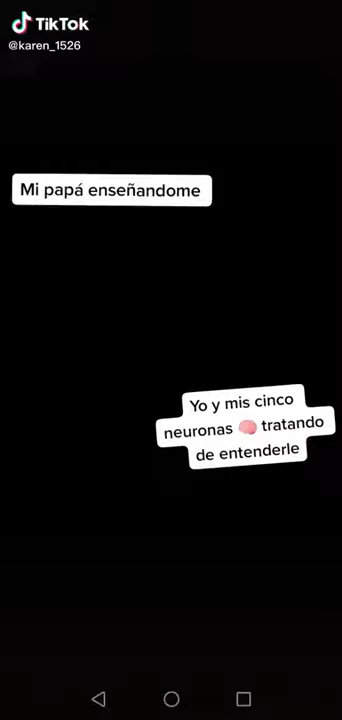 TikTok
@karen_1526
Mi papá enseñandome
Yo y mis cinco
neuronas 🧠 tratando
de entenderle